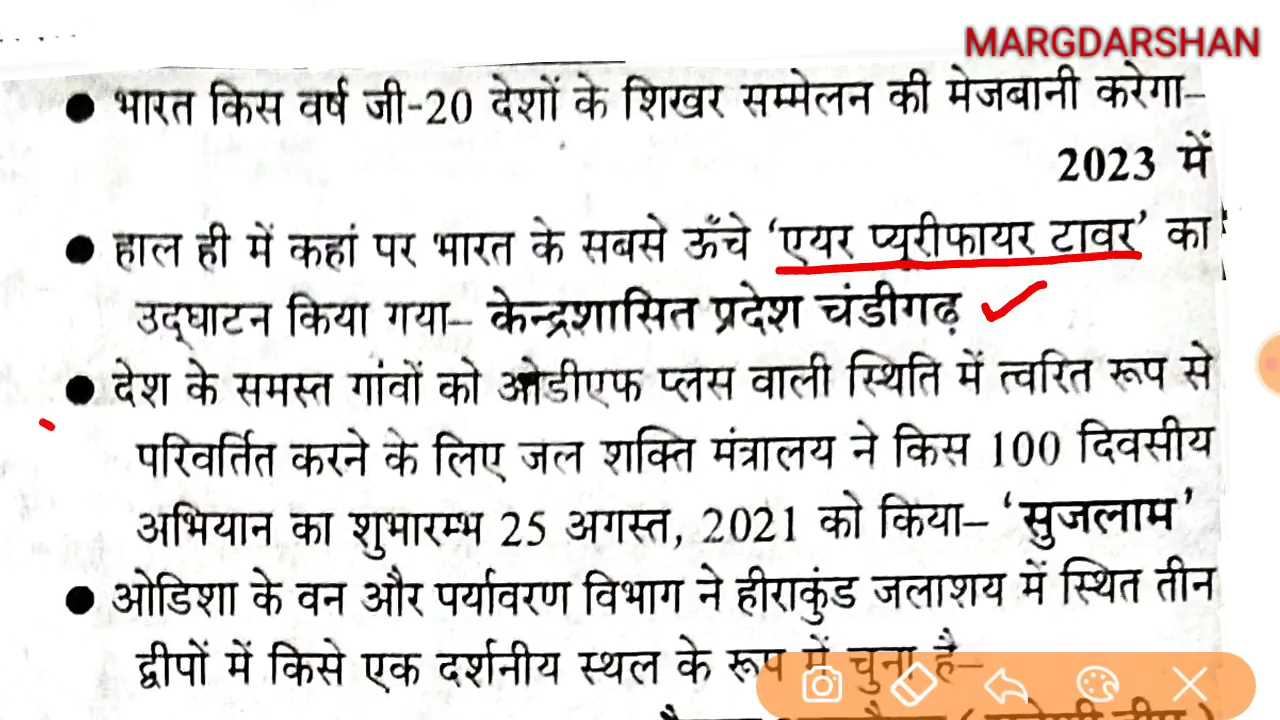 MARGDARSHAN
● भारत किस वर्ष जी-20 देशों के शिखर सम्मेलन की मेजबानी करेगा–
2023 में
● हाल ही में कहां पर भारत के सबसे ऊँचे ‘एयर प्यूरीफायर टावर’ का
उद्घाटन किया गया– केन्द्रशासित प्रदेश चंडीगढ़
● देश के समस्त गांवों को ओडीएफ प्लस वाली स्थिति में त्वरित रूप से
परिवर्तित करने के लिए जल शक्ति मंत्रालय ने किस 100 दिवसीय
अभियान का शुभारम्भ 25 अगस्त, 2021 को किया– ‘सुजलाम’
● ओडिशा के वन और पर्यावरण विभाग ने हीराकुंड जलाशय में स्थित तीन
द्वीपों में किसे एक दर्शनीय स्थल के रूप में चुना है–